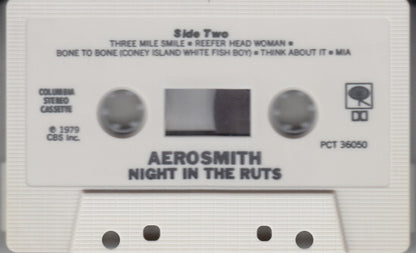 Side Two
THREE MILE SMILE • REEFER HEAD WOMAN •
BONE TO BONE (CONEY ISLAND WHITE FISH BOY) • THINK ABOUT IT • MIA
COLUMBIA
STEREO
CASSETTE
℗ 1979
CBS Inc.
PCT 36050
AEROSMITH
NIGHT IN THE RUTS